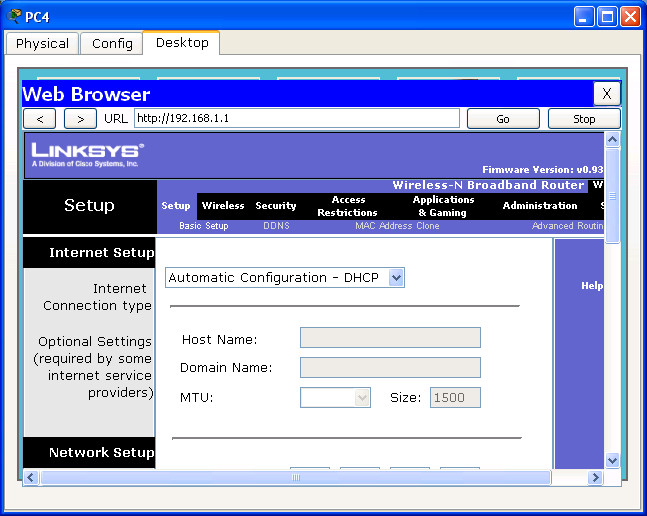 PC4
Physical Config Desktop
Web Browser X
< > URL http://192.168.1.1 Go Stop
LINKSYS®
A Division of Cisco Systems, Inc.
Firmware Version: v0.93
Wireless-N Broadband Router W
Setup
Setup Wireless Security Access Restrictions Applications & Gaming Administration S
Basic Setup DDNS MAC Address Clone Advanced Routin
Internet Setup
Internet Connection type
Automatic Configuration - DHCP
Help
Optional Settings
(required by some
internet service
providers)
Host Name:
Domain Name:
MTU: Size: 1500
Network Setup